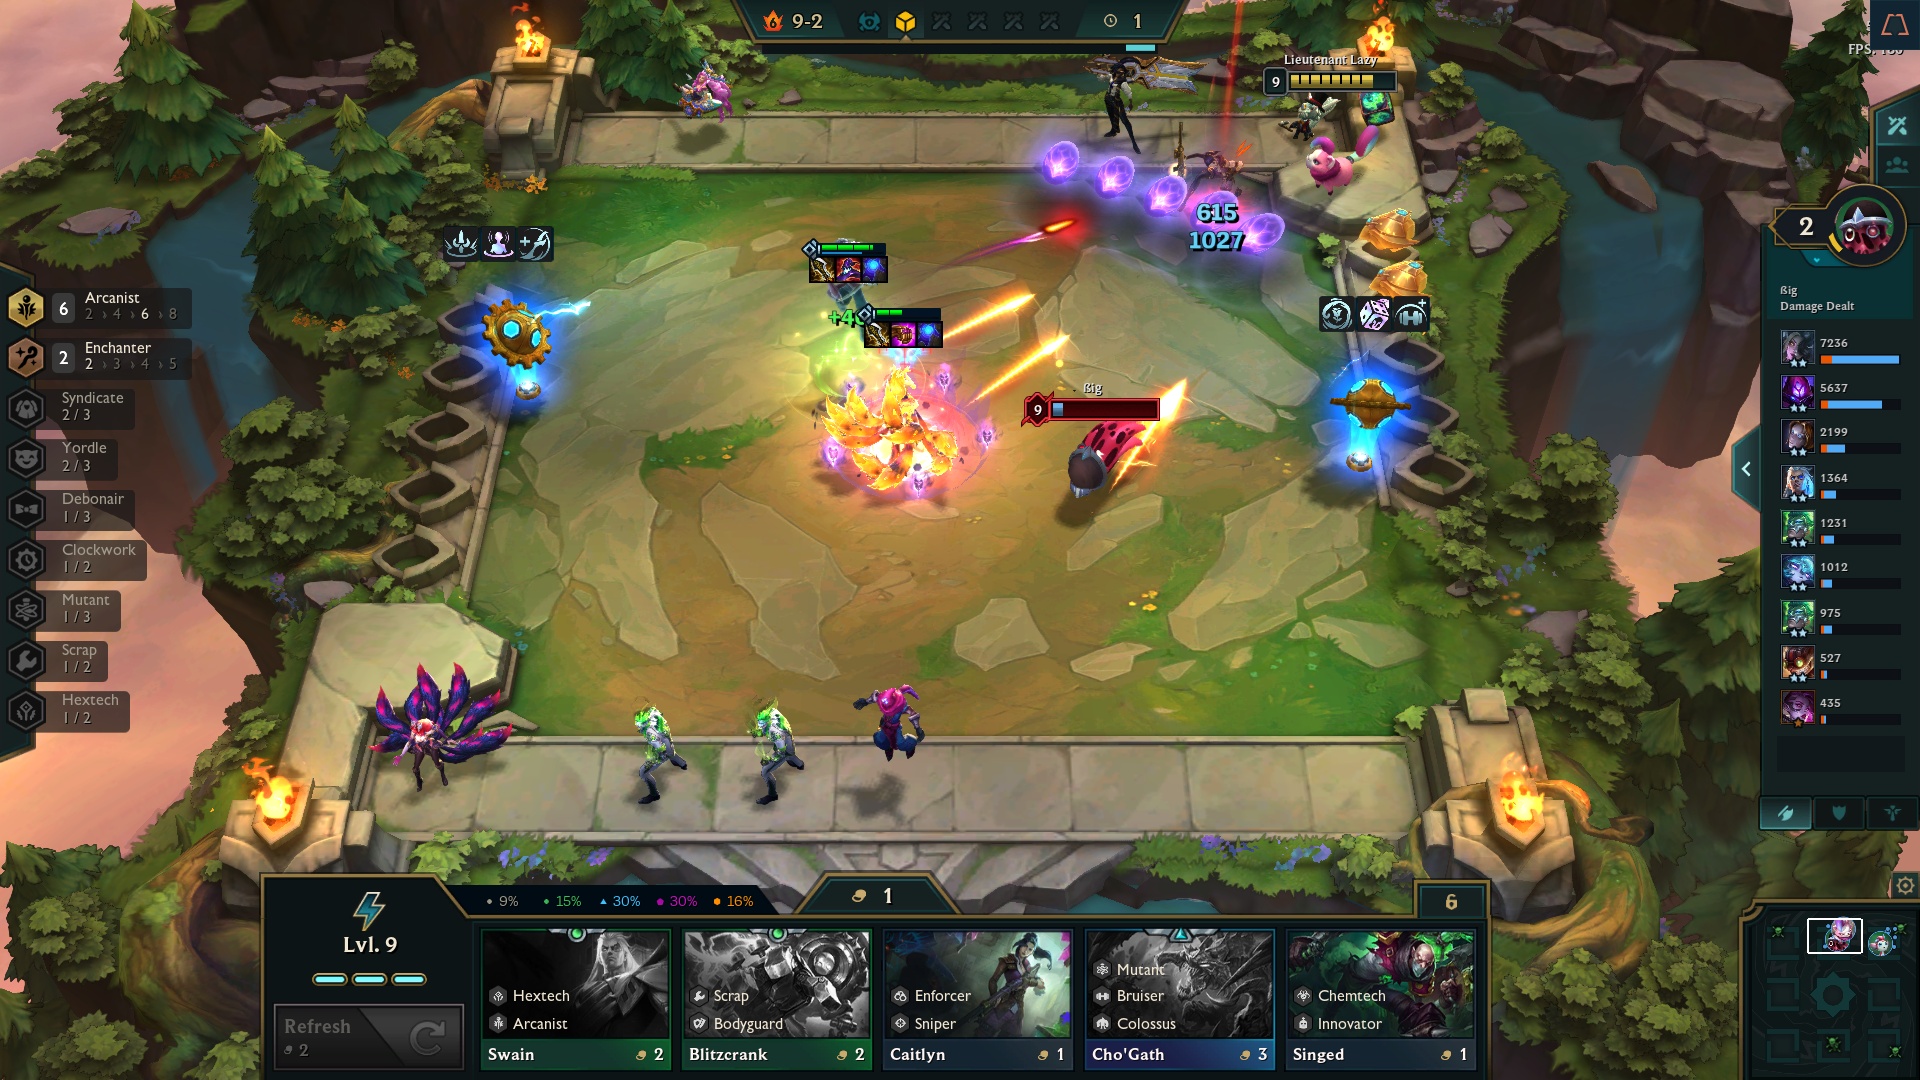 9-2
1
FPS:
Lieutenant Lazy
9
615
1027
2
ßig
Damage Dealt
7236
5637
2199
1364
1231
1012
975
527
435
6
Arcanist
2 › 4 › 6 › 8
2
Enchanter
2 › 3 › 4 › 5
Syndicate
2 / 3
Yordle
2 / 3
Debonair
1 / 3
Clockwork
1 / 2
Mutant
1 / 3
Scrap
1 / 2
Hextech
1 / 2
ßig
9
Lvl. 9
9%
15%
30%
30%
16%
1
6
Refresh
2
Hextech
Arcanist
Swain
2
Scrap
Bodyguard
Blitzcrank
2
Enforcer
Sniper
Caitlyn
1
Mutant
Bruiser
Colossus
Cho'Gath
3
Chemtech
Innovator
Singed
1